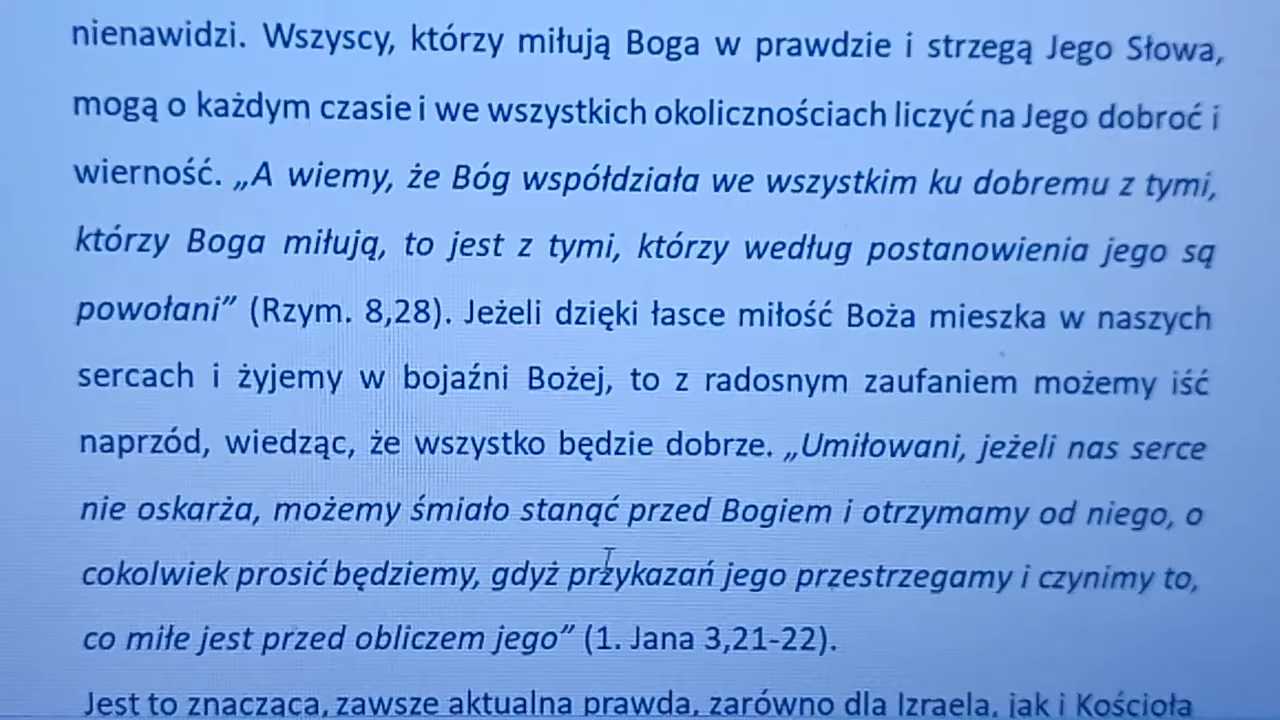 nienawidzi. Wszyscy, którzy miłują Boga w prawdzie i strzegą Jego Słowa,
mogą o każdym czasie i we wszystkich okolicznościach liczyć na Jego dobroć i
wierność. „A wiemy, że Bóg współdziała we wszystkim ku dobremu z tymi,
którzy Boga miłują, to jest z tymi, którzy według postanowienia jego są
powołani” (Rzym. 8,28). Jeżeli dzięki łasce miłość Boża mieszka w naszych
sercach i żyjemy w bojaźni Bożej, to z radosnym zaufaniem możemy iść
naprzód, wiedząc, że wszystko będzie dobrze. „Umiłowani, jeżeli nas serce
nie oskarża, możemy śmiało stanąć przed Bogiem i otrzymamy od niego, o
cokolwiek prosić będziemy, gdyż przykazań jego przestrzegamy i czynimy to,
co miłe jest przed obliczem jego” (1. Jana 3,21-22).
Jest to znacząca, zawsze aktualna prawda, zarówno dla Izraela, jak i Kościoła